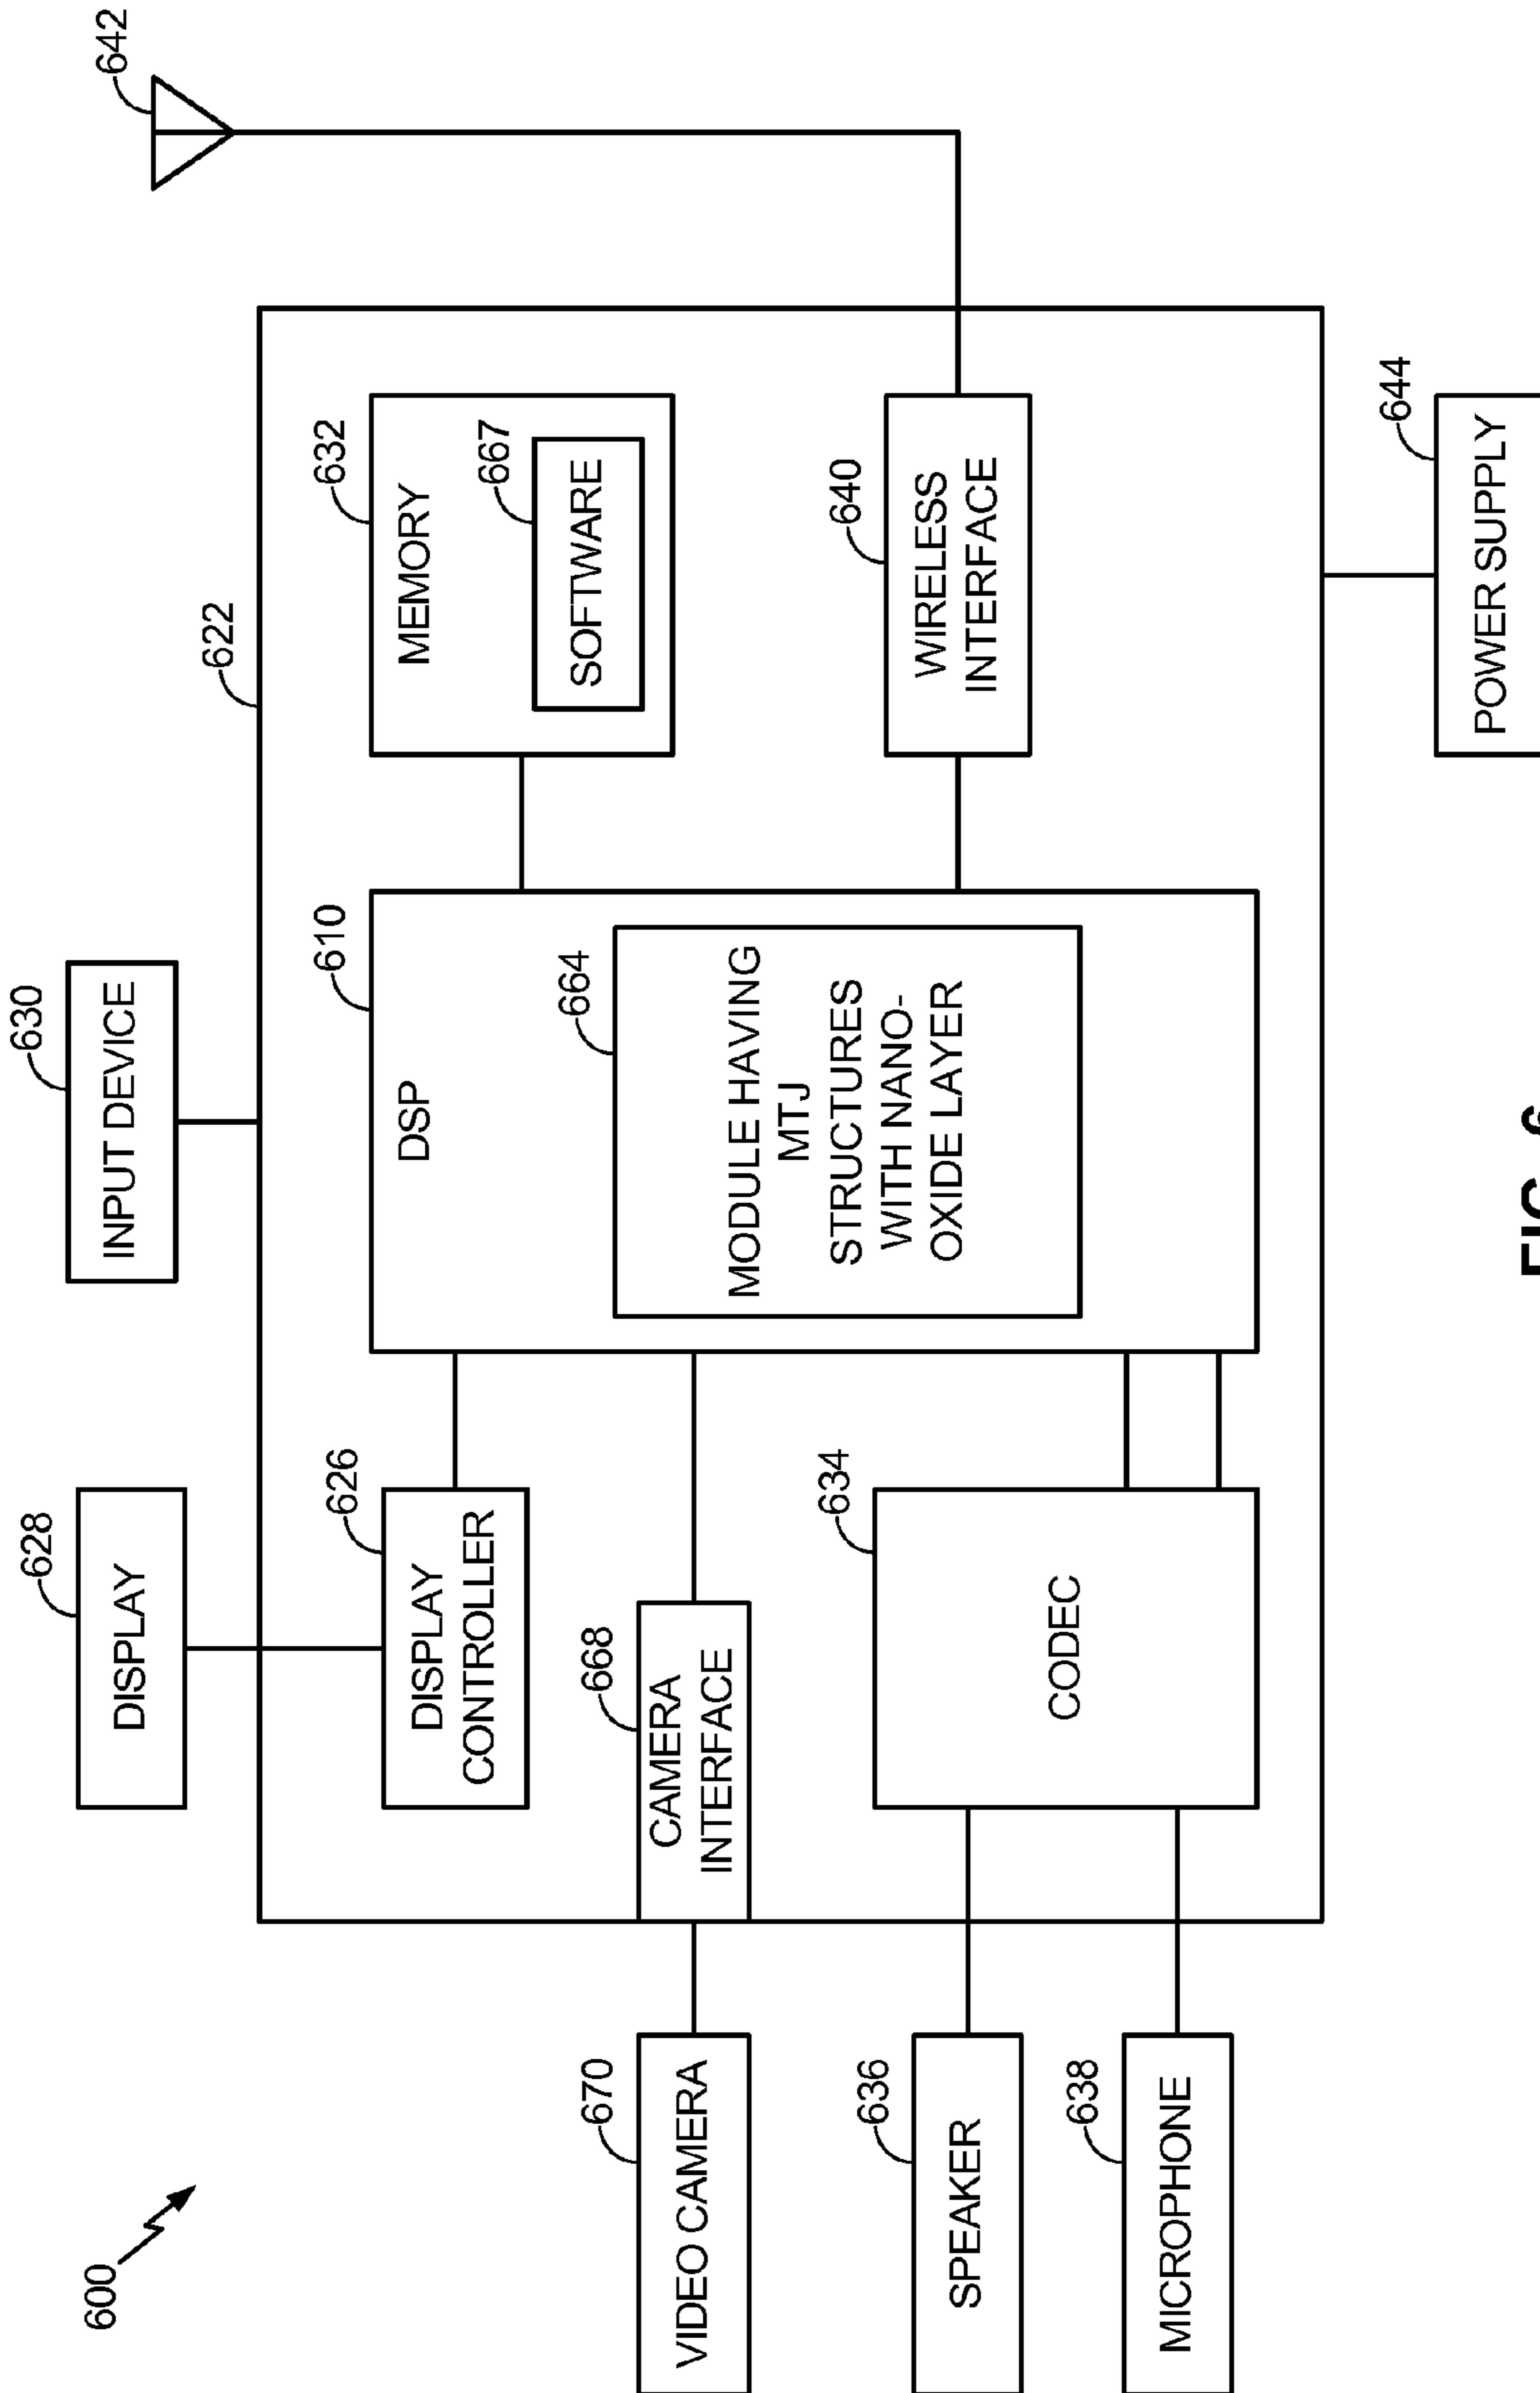 600
628
DISPLAY
630
INPUT DEVICE
642
622
626
DISPLAY
CONTROLLER
610
DSP
632
MEMORY
667
SOFTWARE
664
MODULE HAVING
MTJ
STRUCTURES
WITH NANO-
OXIDE LAYER
670
VIDEO CAMERA
668
CAMERA
INTERFACE
636
SPEAKER
634
CODEC
640
WIRELESS
INTERFACE
638
MICROPHONE
644
POWER SUPPLY
FIG. 6